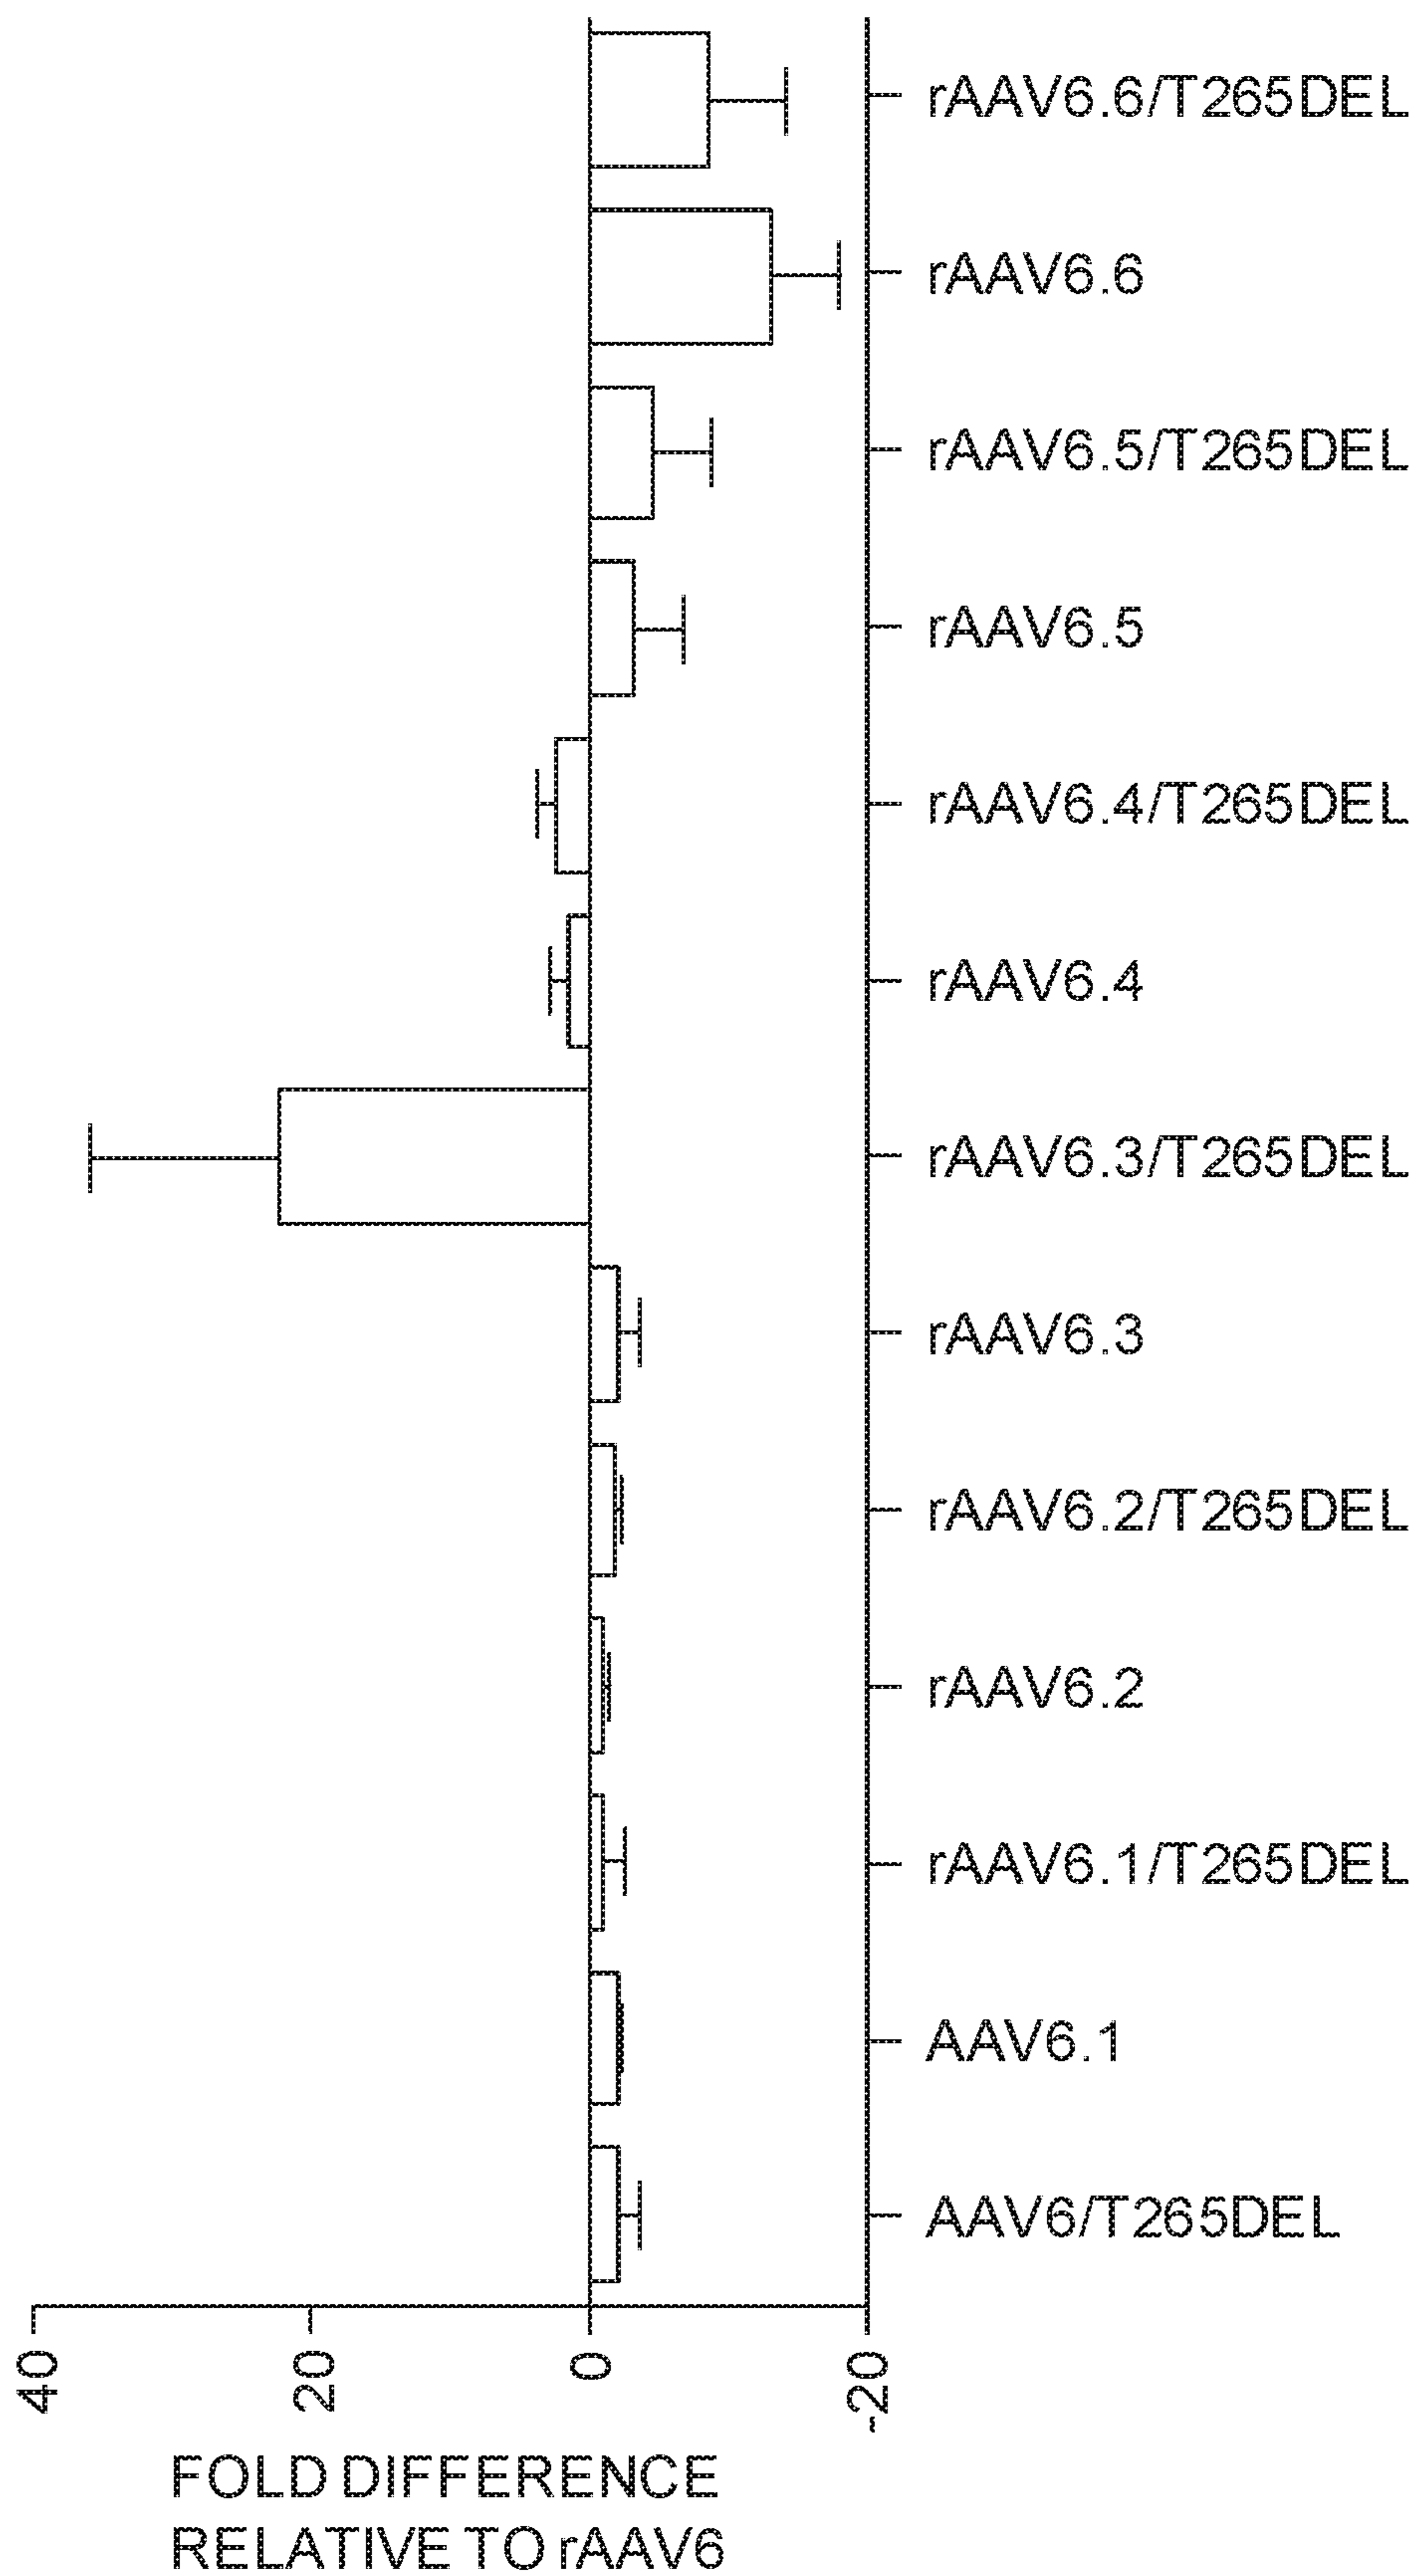 rAAV6.6/T265DEL
rAAV6.6
rAAV6.5/T265DEL
rAAV6.5
rAAV6.4/T265DEL
rAAV6.4
rAAV6.3/T265DEL
rAAV6.3
rAAV6.2/T265DEL
rAAV6.2
rAAV6.1/T265DEL
AAV6.1
AAV6/T265DEL
40
20
0
-20
FOLD DIFFERENCE
RELATIVE TO rAAV6